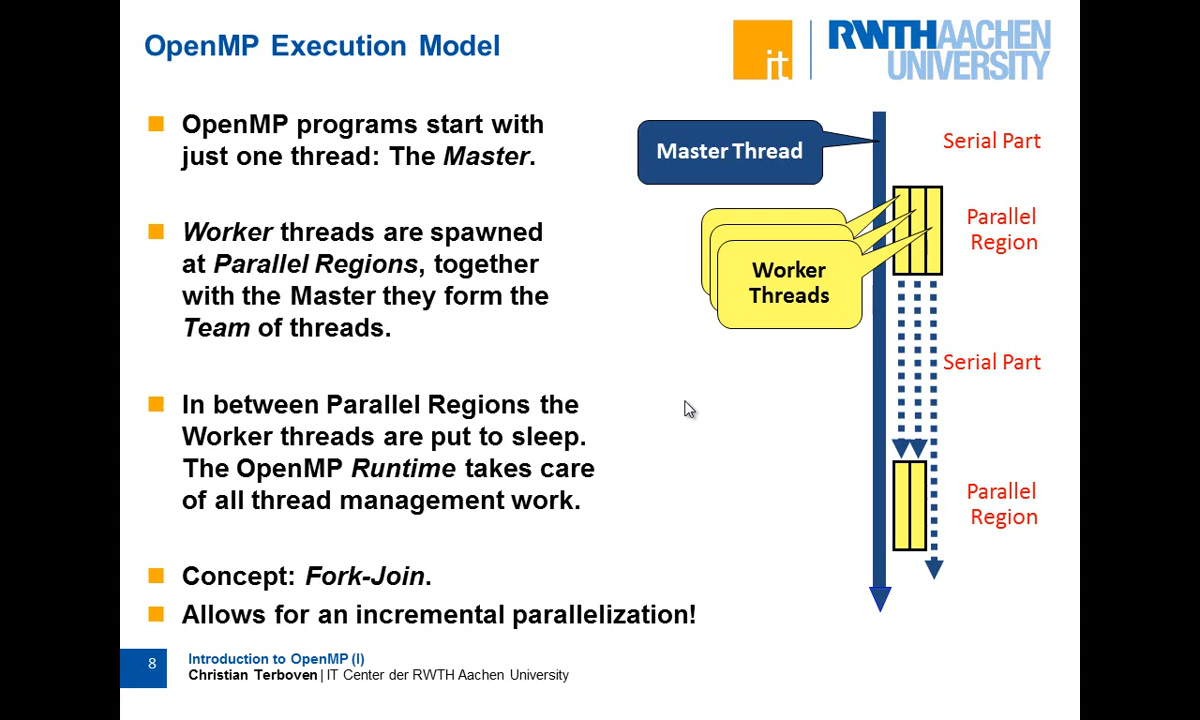 OpenMP Execution Model
it
RWTHAACHEN
UNIVERSITY
OpenMP programs start with
just one thread: The Master.
Worker threads are spawned
at Parallel Regions, together
with the Master they form the
Team of threads.
In between Parallel Regions the
Worker threads are put to sleep.
The OpenMP Runtime takes care
of all thread management work.
Concept: Fork-Join.
Allows for an incremental parallelization!
Master Thread
Serial Part
Parallel
Region
Worker
Threads
Serial Part
Parallel
Region
8
Introduction to OpenMP (I)
Christian Terboven | IT Center der RWTH Aachen University